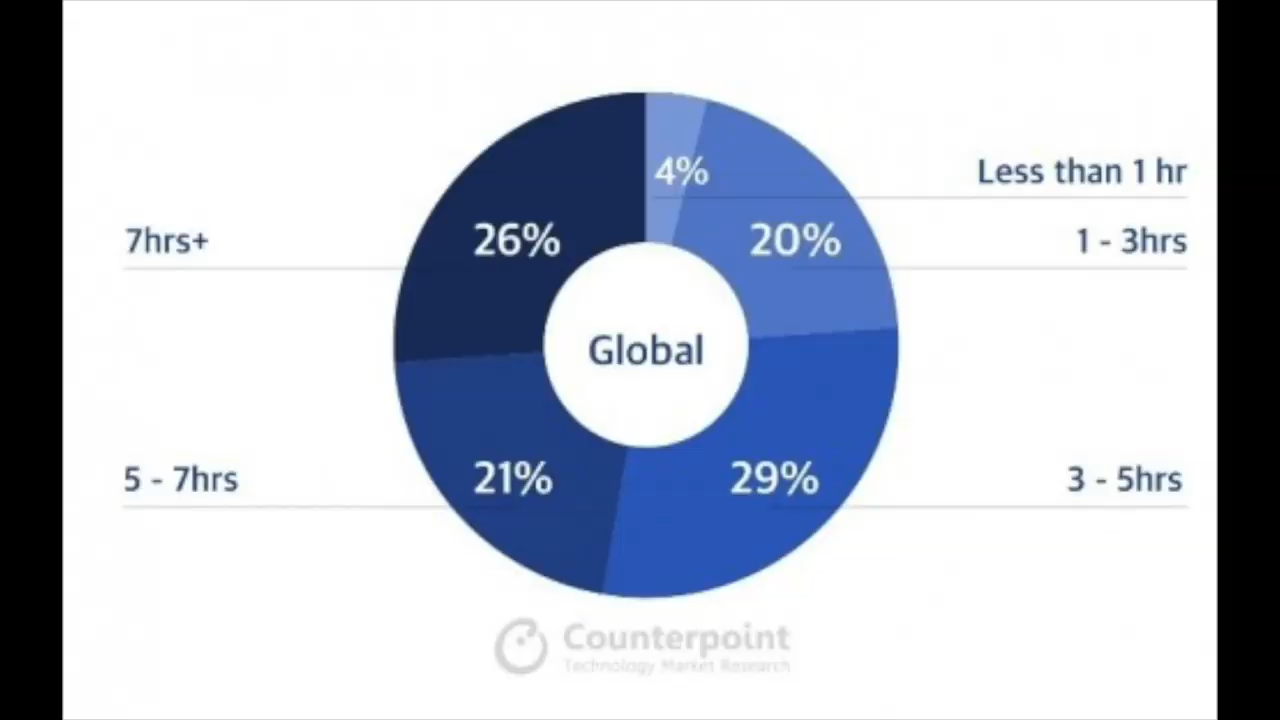 4%
Less than 1 hr
26%
20%
7hrs+
1 - 3hrs
Global
21%
29%
5 - 7hrs
3 - 5hrs
Counterpoint
Technology Market Research